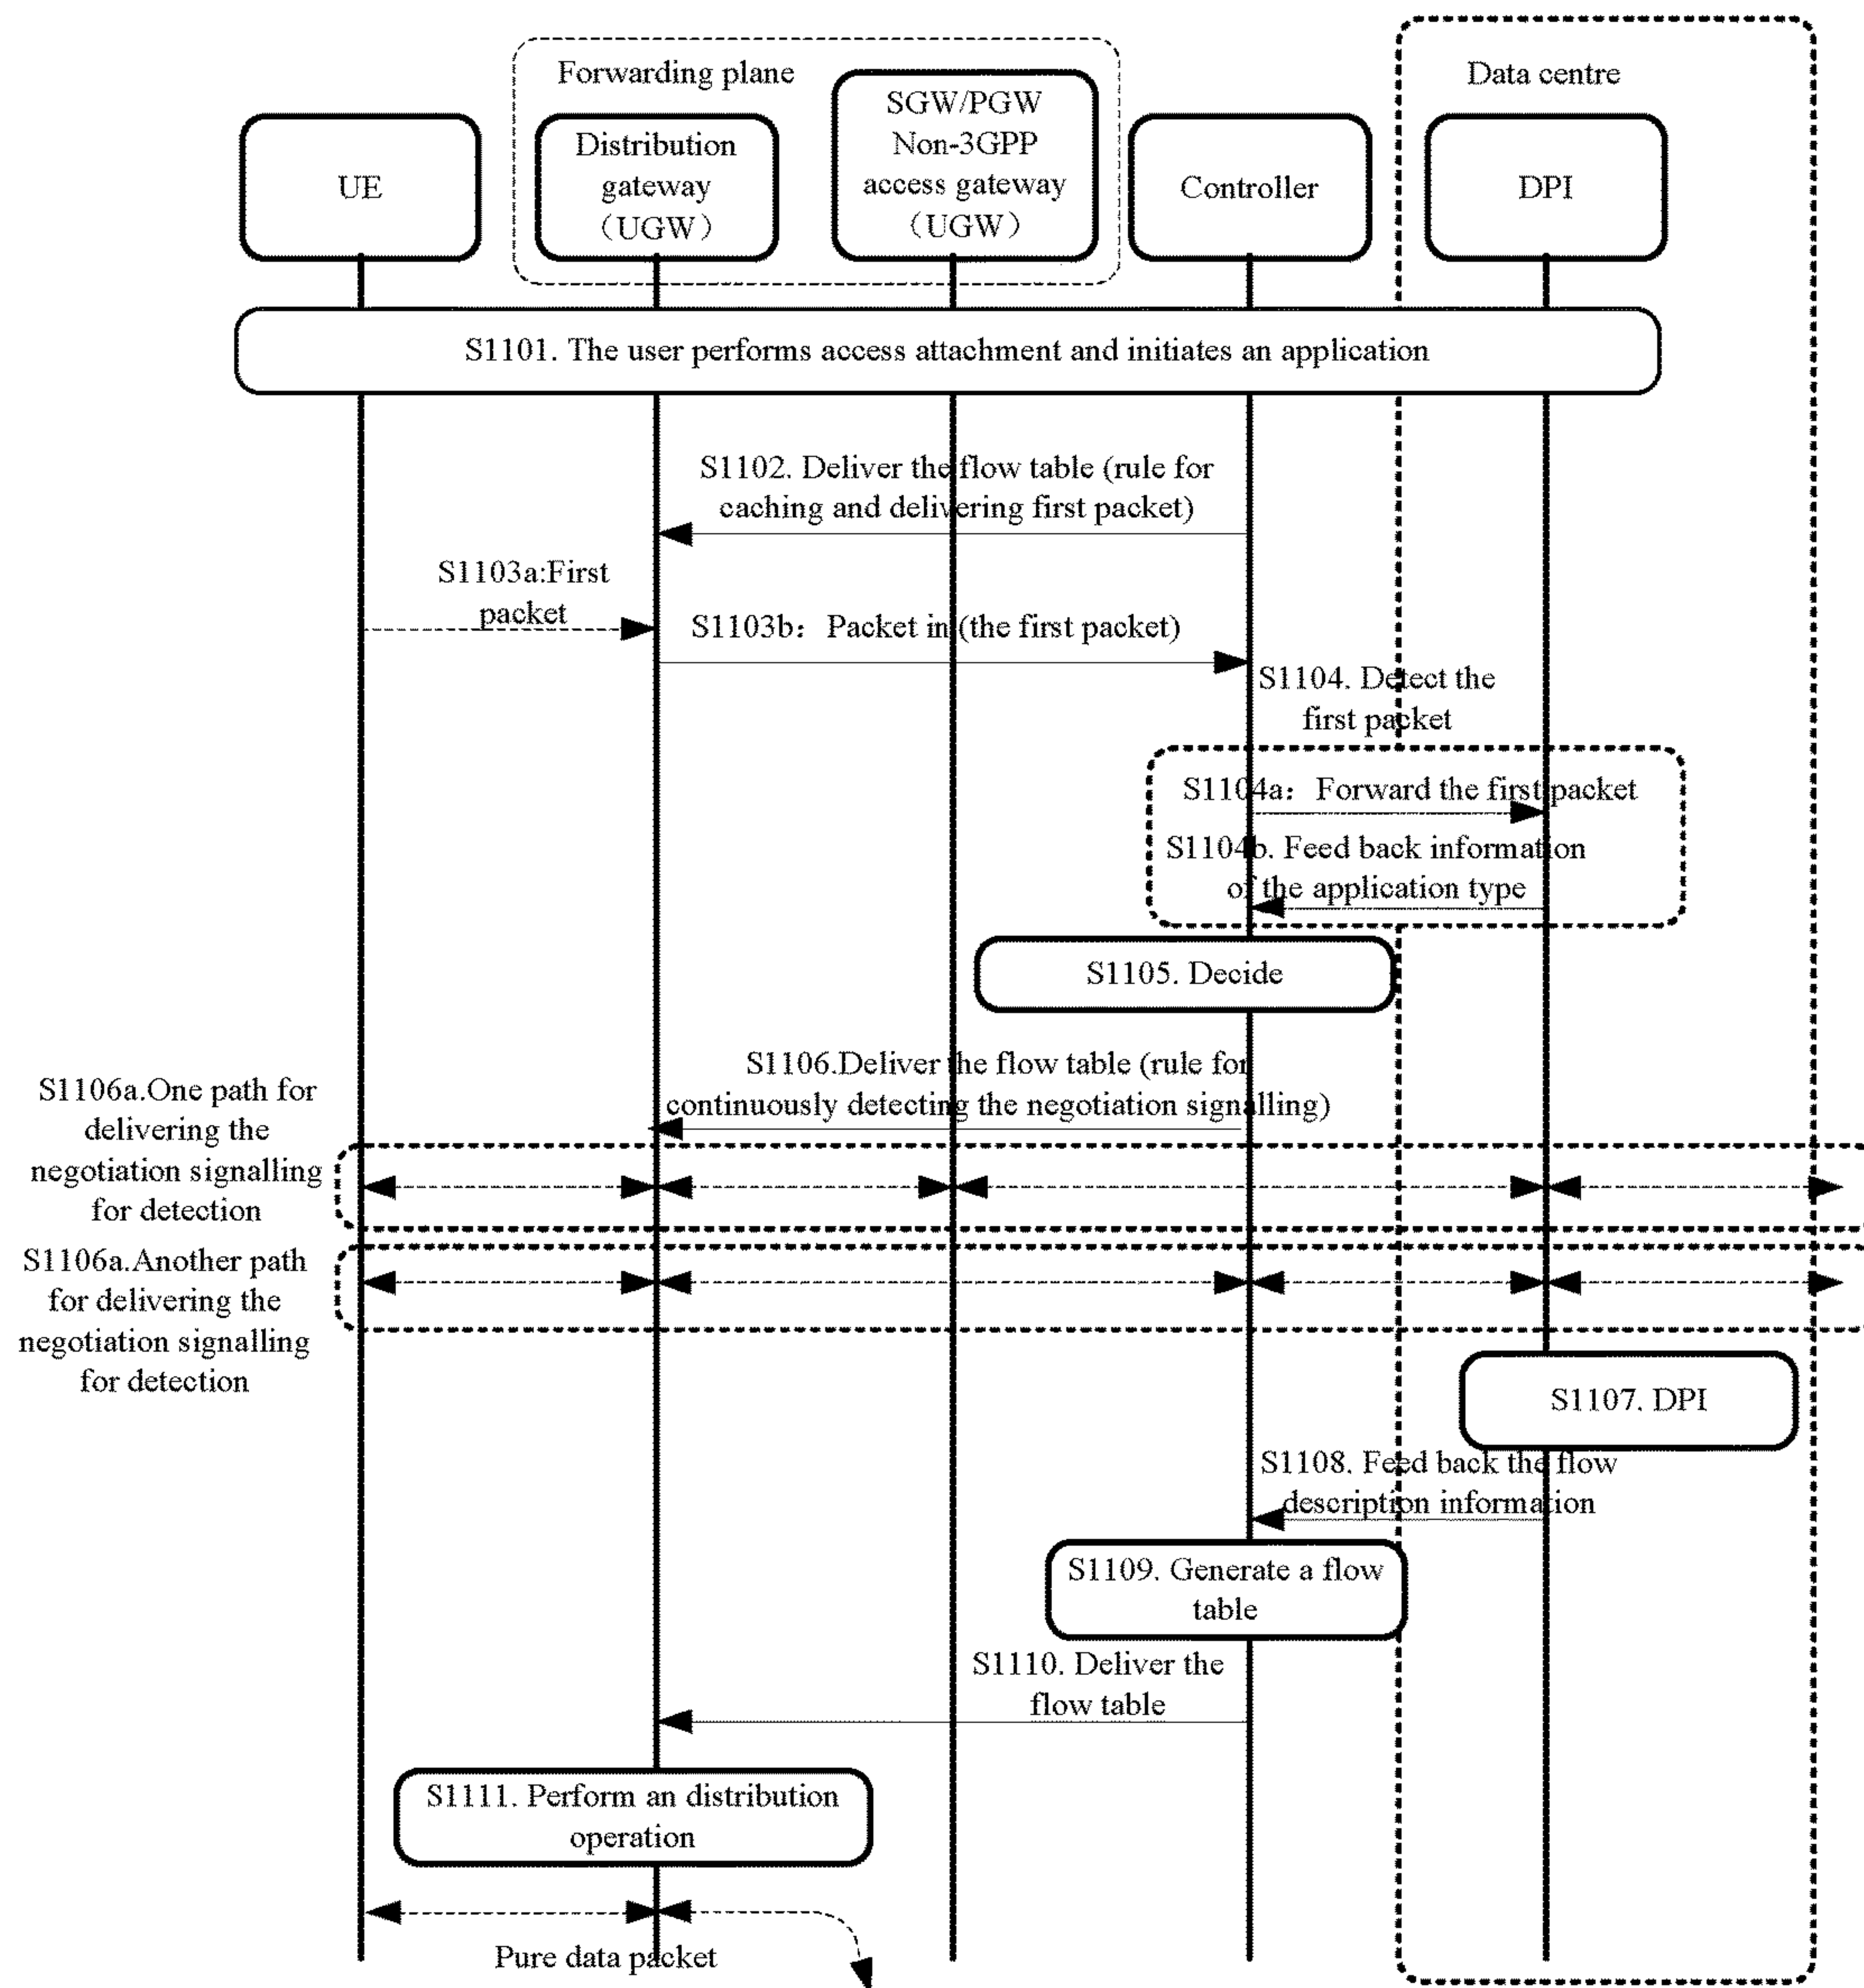 Forwarding plane
Data centre
UE
Distribution
gateway
（UGW）
SGW/PGW
Non-3GPP
access gateway
（UGW）
Controller
DPI
S1101. The user performs access attachment and initiates an application
S1102. Deliver the flow table (rule for
caching and delivering first packet)
S1103a:First
packet
S1103b： Packet in (the first packet)
S1104. Detect the
first packet
S1104a： Forward the first packet
S1104b. Feed back information
of the application type
S1105. Decide
S1106.Deliver the flow table (rule for
continuously detecting the negotiation signalling)
S1106a.One path for
delivering the
negotiation signalling
for detection
S1106a.Another path
for delivering the
negotiation signalling
for detection
S1107. DPI
S1108. Feed back the flow
description information
S1109. Generate a flow
table
S1110. Deliver the
flow table
S1111. Perform an distribution
operation
Pure data packet